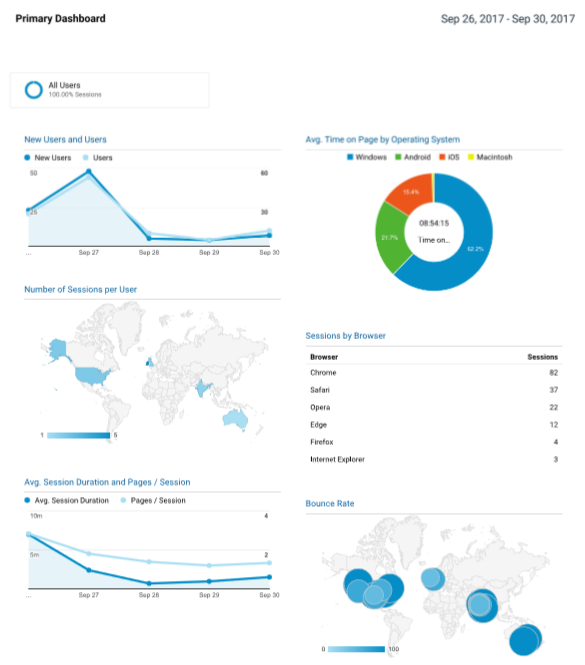 Primary Dashboard
Sep 26, 2017 - Sep 30, 2017
All Users
100.00% Sessions
New Users and Users
New Users Users
50 60
25 30
... Sep 27 Sep 28 Sep 29 Sep 30
Number of Sessions per User
1 5
Avg. Session Duration and Pages / Session
Avg. Session Duration Pages / Session
10m 4
5m 2
... Sep 27 Sep 28 Sep 29 Sep 30
Avg. Time on Page by Operating System
Windows Android iOS Macintosh
15.4%
08:54:15
21.7% Time on...
62.2%
Sessions by Browser
Browser Sessions
Chrome 82
Safari 37
Opera 22
Edge 12
Firefox 4
Internet Explorer 3
Bounce Rate
0 100